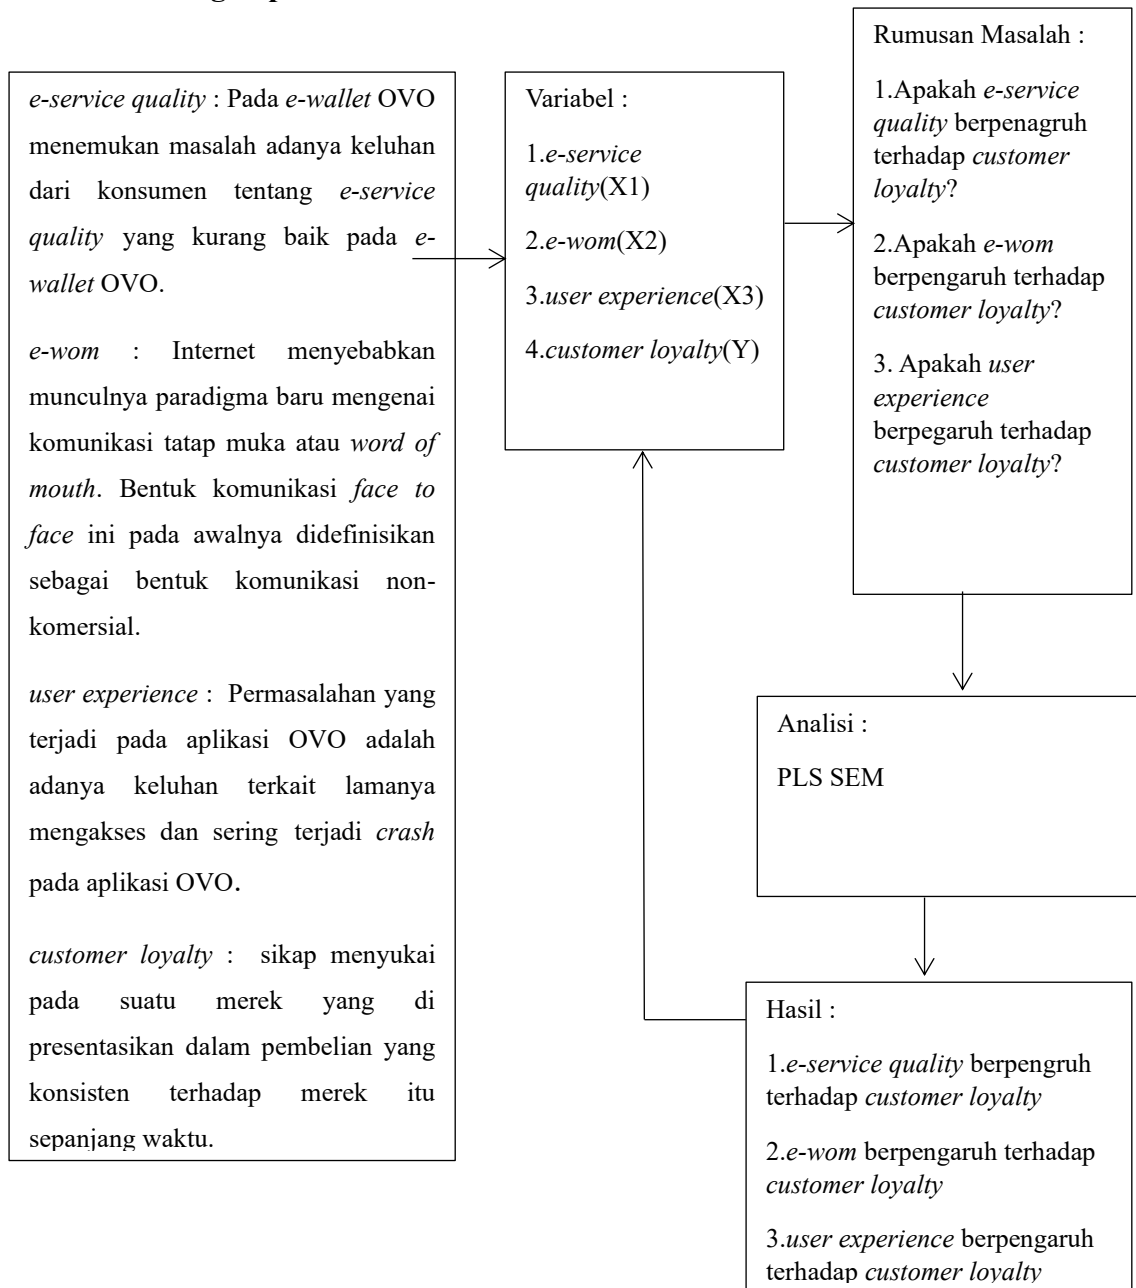 e-service quality : Pada e-wallet OVO
menemukan masalah adanya keluhan
dari konsumen tentang e-service
quality yang kurang baik pada e-
wallet OVO.
e-wom : Internet menyebabkan
munculnya paradigma baru mengenai
komunikasi tatap muka atau word of
mouth. Bentuk komunikasi face to
face ini pada awalnya didefinisikan
sebagai bentuk komunikasi non-
komersial.
user experience : Permasalahan yang
terjadi pada aplikasi OVO adalah
adanya keluhan terkait lamanya
mengakses dan sering terjadi crash
pada aplikasi OVO.
customer loyalty : sikap menyukai
pada suatu merek yang di
presentasikan dalam pembelian yang
konsisten terhadap merek itu
sepanjang waktu.
Variabel :
1.e-service
quality(X1)
2.e-wom(X2)
3.user experience(X3)
4.customer loyalty(Y)
Rumusan Masalah :
1.Apakah e-service
quality berpenagruh
terhadap customer
loyalty?
2.Apakah e-wom
berpengaruh terhadap
customer loyalty?
3. Apakah user
experience
berpegaruh terhadap
customer loyalty?
Analisi :
PLS SEM
Hasil :
1.e-service quality berpengruh
terhadap customer loyalty
2.e-wom berpengaruh terhadap
customer loyalty
3.user experience berpengaruh
terhadap customer loyalty